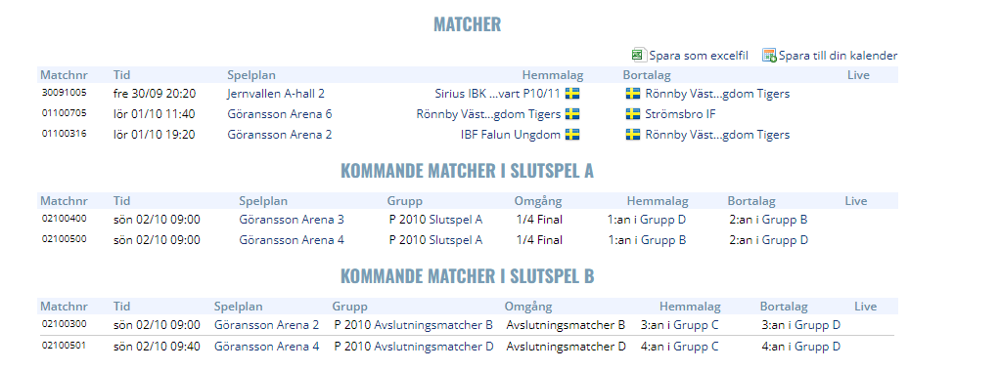 MATCHER
Spara som excelfil Spara till din kalender
Matchnr Tid Spelplan Hemmalag Bortalag Live
30091005 fre 30/09 20:20 Jernvallen A-hall 2 Sirius IBK ...vart P10/11 Rönnby Väst...gdom Tigers
01100705 lör 01/10 11:40 Göransson Arena 6 Rönnby Väst...gdom Tigers Strömsbro IF
01100316 lör 01/10 19:20 Göransson Arena 2 IBF Falun Ungdom Rönnby Väst...gdom Tigers
KOMMANDE MATCHER I SLUTSPEL A
Matchnr Tid Spelplan Grupp Omgång Hemmalag Bortalag Live
02100400 sön 02/10 09:00 Göransson Arena 3 P 2010 Slutspel A 1/4 Final 1:an i Grupp D 2:an i Grupp B
02100500 sön 02/10 09:00 Göransson Arena 4 P 2010 Slutspel A 1/4 Final 1:an i Grupp B 2:an i Grupp D
KOMMANDE MATCHER I SLUTSPEL B
Matchnr Tid Spelplan Grupp Omgång Hemmalag Bortalag Live
02100300 sön 02/10 09:00 Göransson Arena 2 P 2010 Avslutningsmatcher B Avslutningsmatcher B 3:an i Grupp C 3:an i Grupp D
02100501 sön 02/10 09:40 Göransson Arena 4 P 2010 Avslutningsmatcher D Avslutningsmatcher D 4:an i Grupp C 4:an i Grupp D